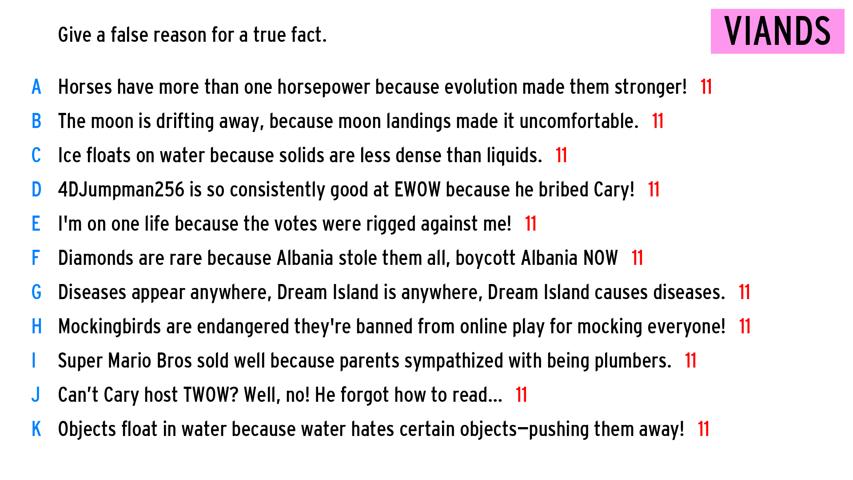 Give a false reason for a true fact.
VIANDS
A Horses have more than one horsepower because evolution made them stronger! 11
B The moon is drifting away, because moon landings made it uncomfortable. 11
C Ice floats on water because solids are less dense than liquids. 11
D 4DJumpman256 is so consistently good at EWOW because he bribed Cary! 11
E I'm on one life because the votes were rigged against me! 11
F Diamonds are rare because Albania stole them all, boycott Albania NOW 11
G Diseases appear anywhere, Dream Island is anywhere, Dream Island causes diseases. 11
H Mockingbirds are endangered they're banned from online play for mocking everyone! 11
I Super Mario Bros sold well because parents sympathized with being plumbers. 11
J Can’t Cary host TWOW? Well, no! He forgot how to read... 11
K Objects float in water because water hates certain objects—pushing them away! 11